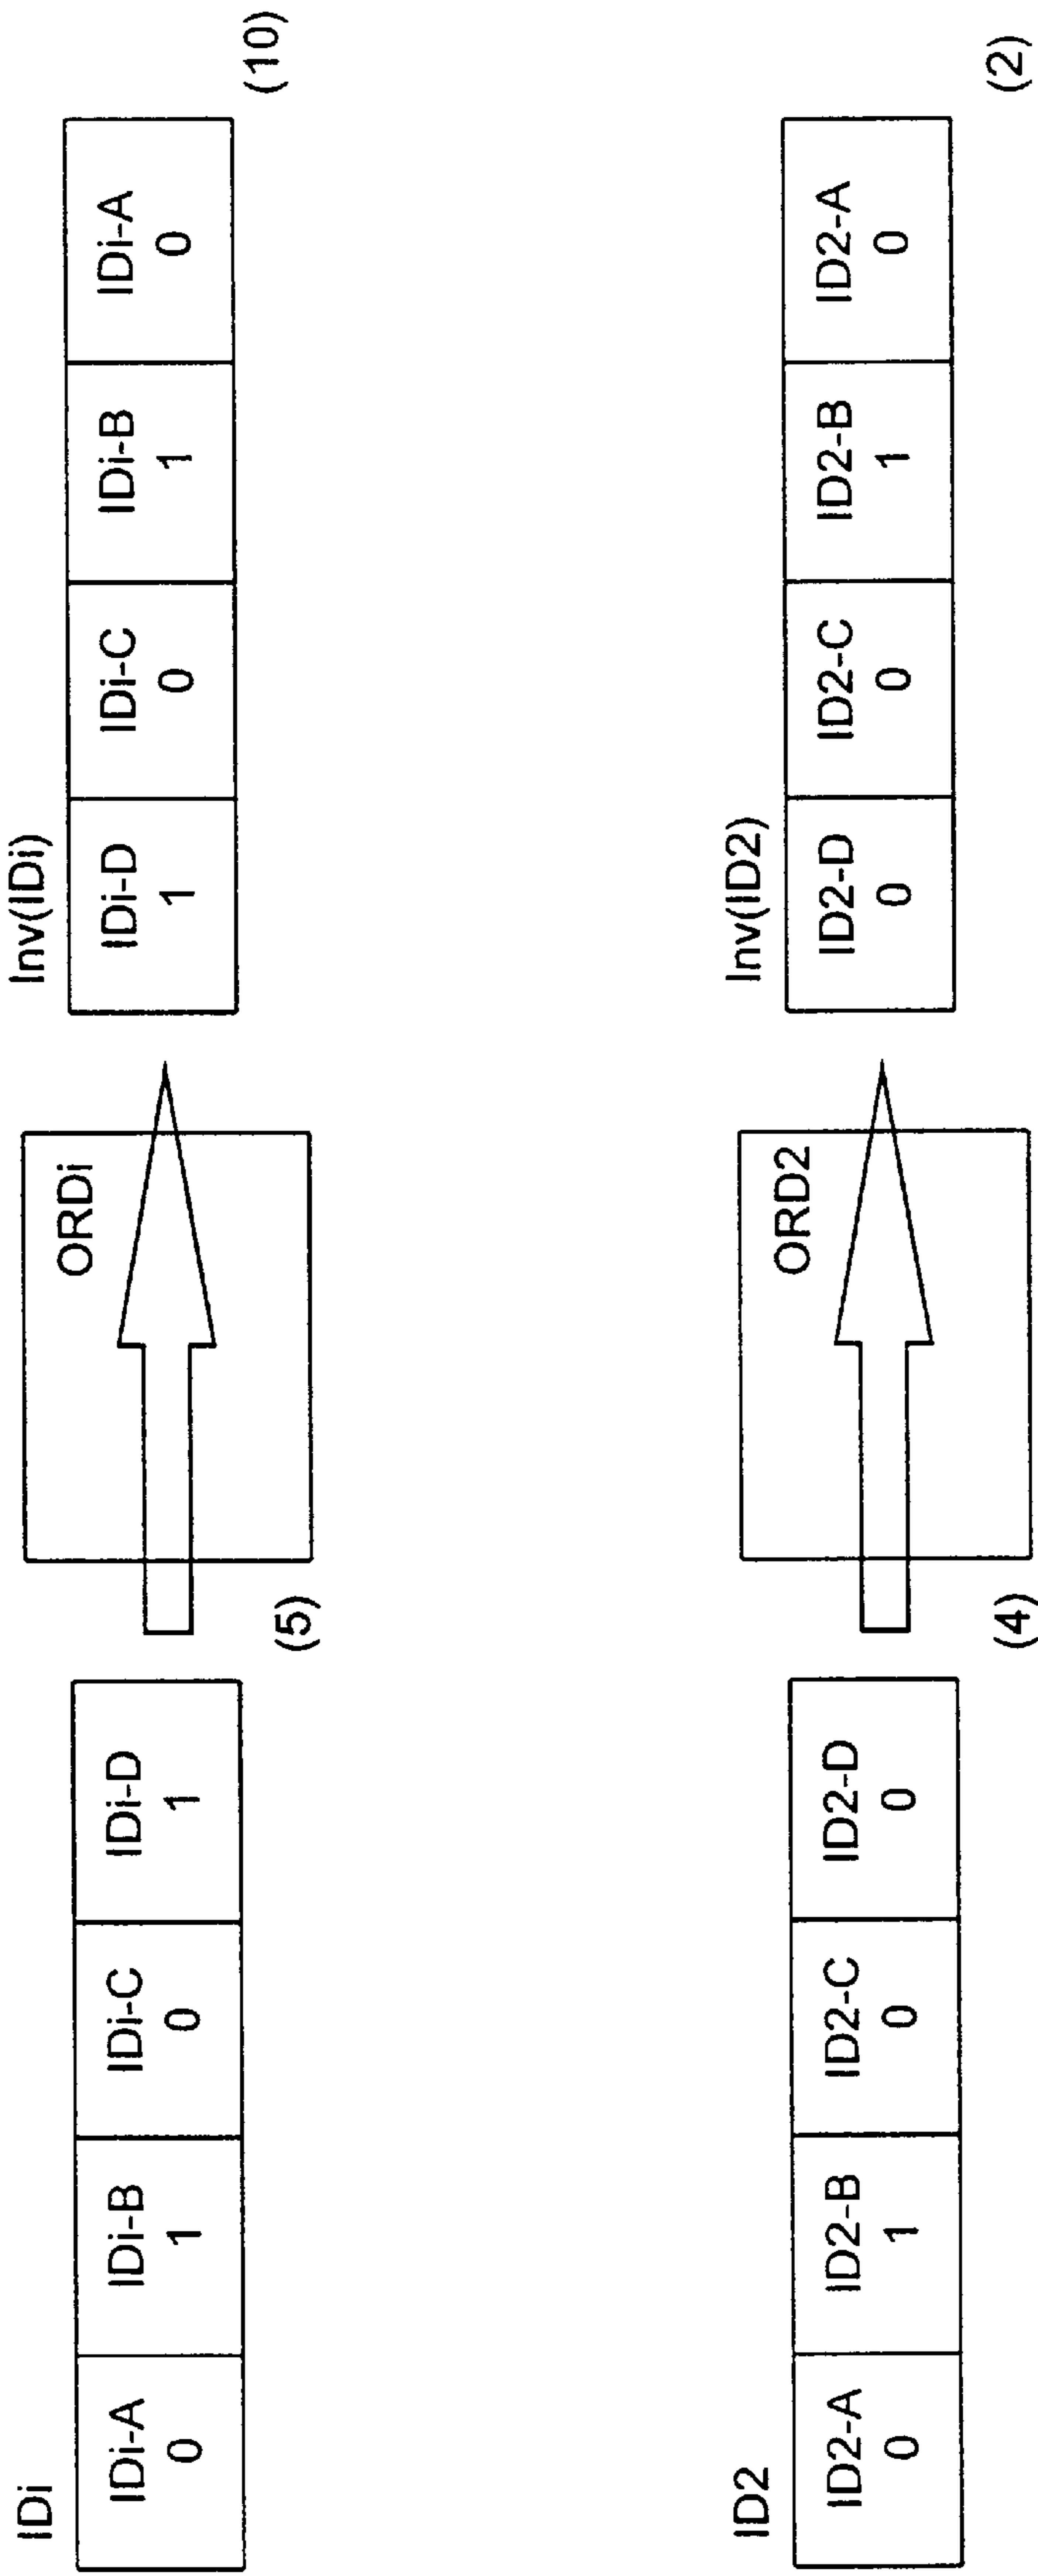 IDi
IDi-A
0
IDi-B
1
IDi-C
0
IDi-D
1
(5)
ORDi
Inv(IDi)
IDi-D
1
IDi-C
0
IDi-B
1
IDi-A
0
(10)
ID2
ID2-A
0
ID2-B
1
ID2-C
0
ID2-D
0
(4)
ORD2
Inv(ID2)
ID2-D
0
ID2-C
0
ID2-B
1
ID2-A
0
(2)